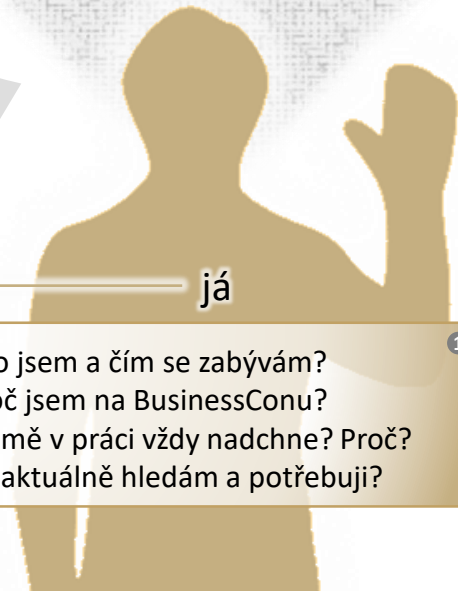 já
o jsem a čím se zabývám?
oč jsem na BusinessConu?
mě v práci vždy nadchne? Proč?
aktuálně hledám a potřebuji?